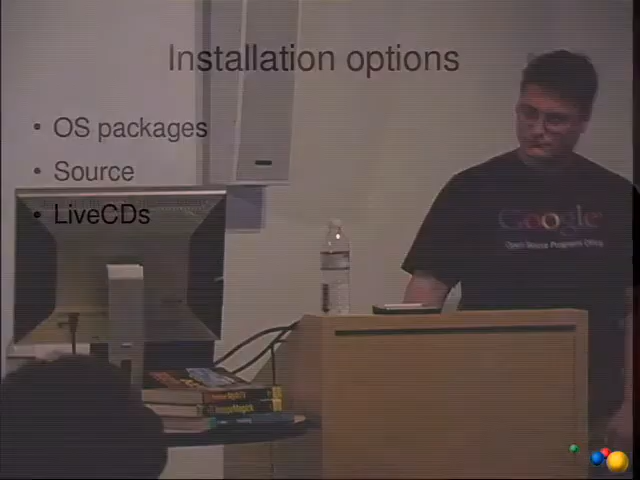 Installation options
• OS packages
• Source
• LiveCDs
Google
Open Source Programs Office